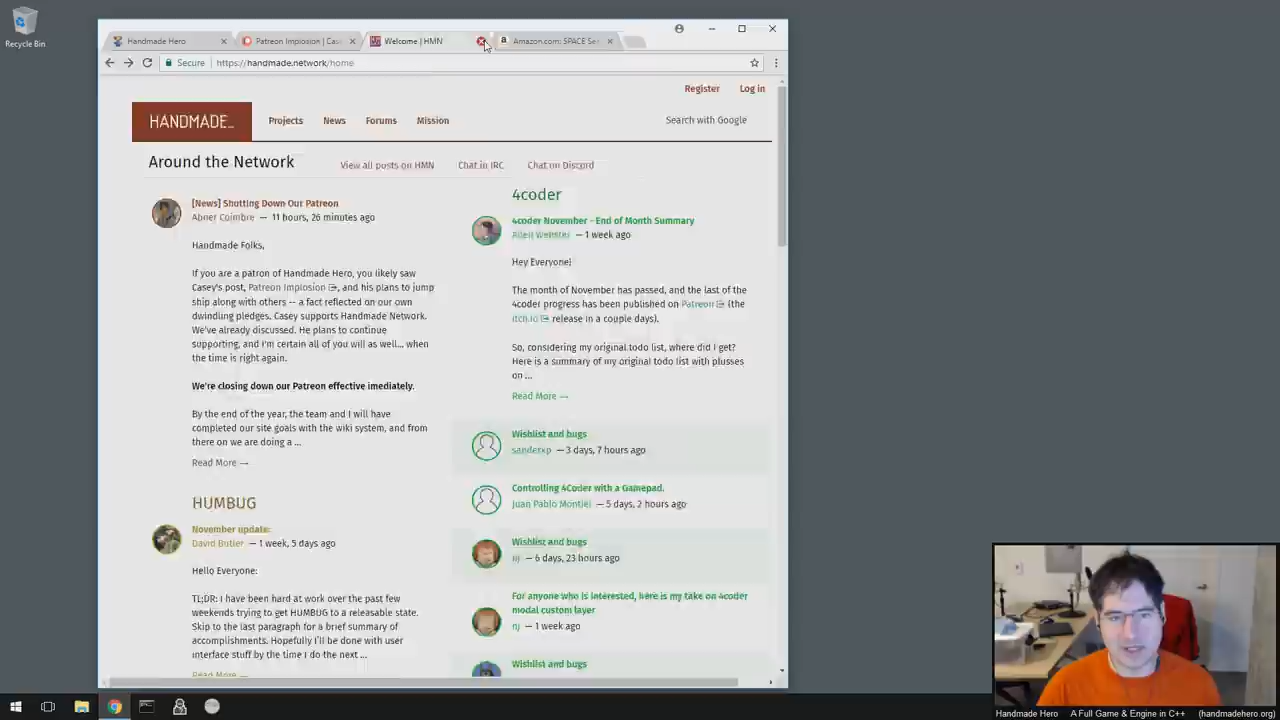 Recycle Bin
Handmade Hero
Patreon Implosion | Cas
Welcome | HMN
Amazon.com: SPACE Se
Secure
https://handmade.network/home
Register
Log in
HANDMADE_
Projects
News
Forums
Mission
Search with Google
Around the Network
View all posts on HMN
Chat in IRC
Chat on Discord
[News] Shutting Down Our Patreon
Abner Coimbre — 11 hours, 26 minutes ago
Handmade Folks,
If you are a patron of Handmade Hero, you likely saw
Casey's post, Patreon Implosion, and his plans to jump
ship along with others -- a fact reflected on our own
dwindling pledges. Casey supports Handmade Network.
We've already discussed. He plans to continue
supporting, and I'm certain all of you will as well... when
the time is right again.
We're closing down our Patreon effective imediately.
By the end of the year, the team and I will have
completed our site goals with the wiki system, and from
there on we are doing a ...
Read More →
HUMBUG
November update:
David Butler — 1 week, 5 days ago
Hello Everyone:
TL;DR: I have been hard at work over the past few
weekends trying to get HUMBUG to a releasable state.
Skip to the last paragraph for a brief summary of
accomplishments. Hopefully I'll be done with user
interface stuff by the time I do the next ...
Read More →
4coder
4coder November - End of Month Summary
Allen Webster — 1 week ago
Hey Everyone!
The month of November has passed, and the last of the
4coder progress has been published on Patreon (the
itch.io release in a couple days).
So, considering my original todo list, where did I get?
Here is a summary of my original todo list with plusses
on ...
Read More →
Wishlist and bugs
sanderxp — 3 days, 7 hours ago
Controlling 4Coder with a Gamepad.
Juan Pablo Montiel — 5 days, 2 hours ago
Wishlist and bugs
nj — 6 days, 23 hours ago
For anyone who is interested, here is my take on 4coder
modal custom layer
nj — 1 week ago
Wishlist and bugs
Handmade Hero
A Full Game & Engine in C++
(handmadehero.org)